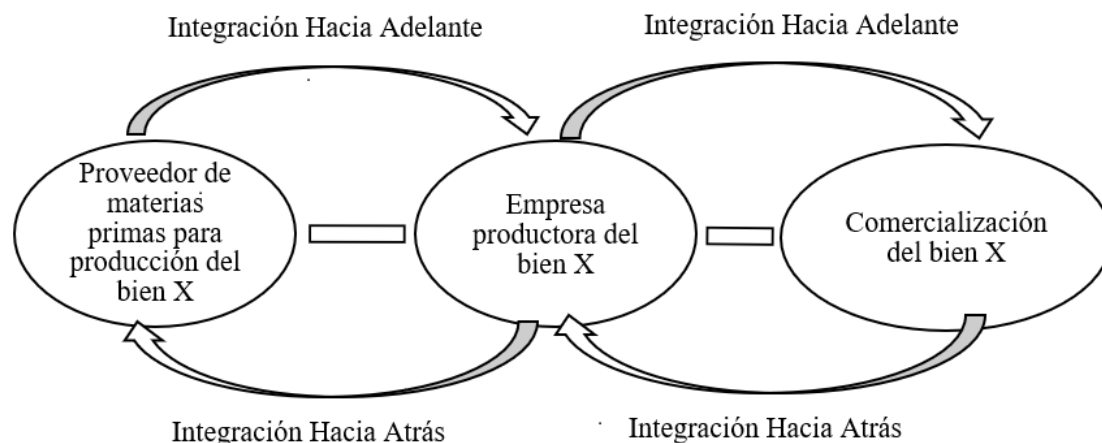 Integración Hacia Adelante
Integración Hacia Adelante
Proveedor de
materias
primas para
producción del
bien X
Empresa
productora del
bien X
Comercialización
del bien X
Integración Hacia Atrás
Integración Hacia Atrás